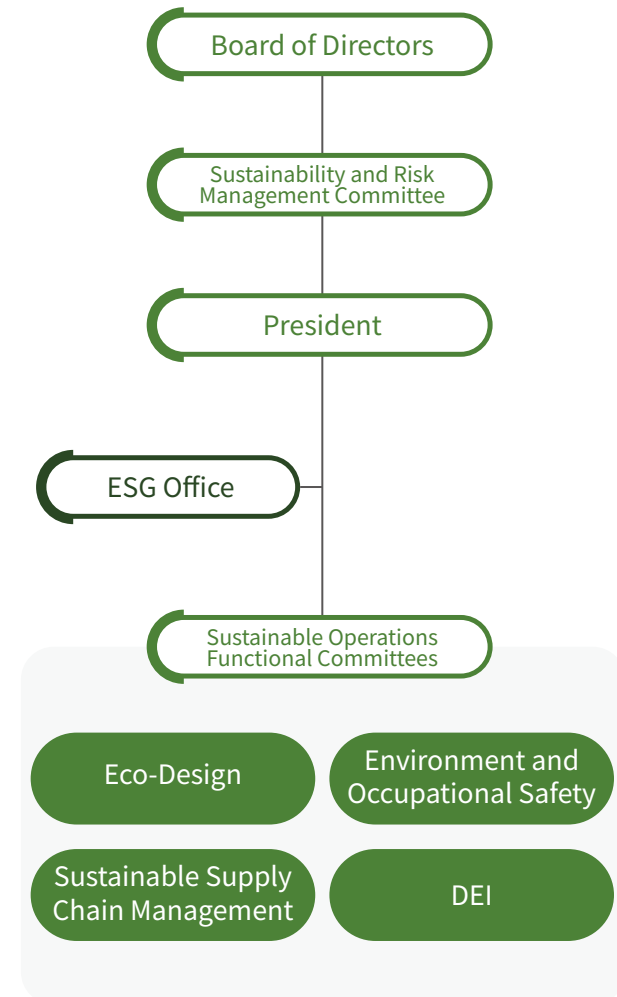 Board of Directors
Sustainability and Risk
Management Committee
President
ESG Office
Sustainable Operations
Functional Committees
Eco-Design
Environment and
Occupational Safety
Sustainable Supply
Chain Management
DEI